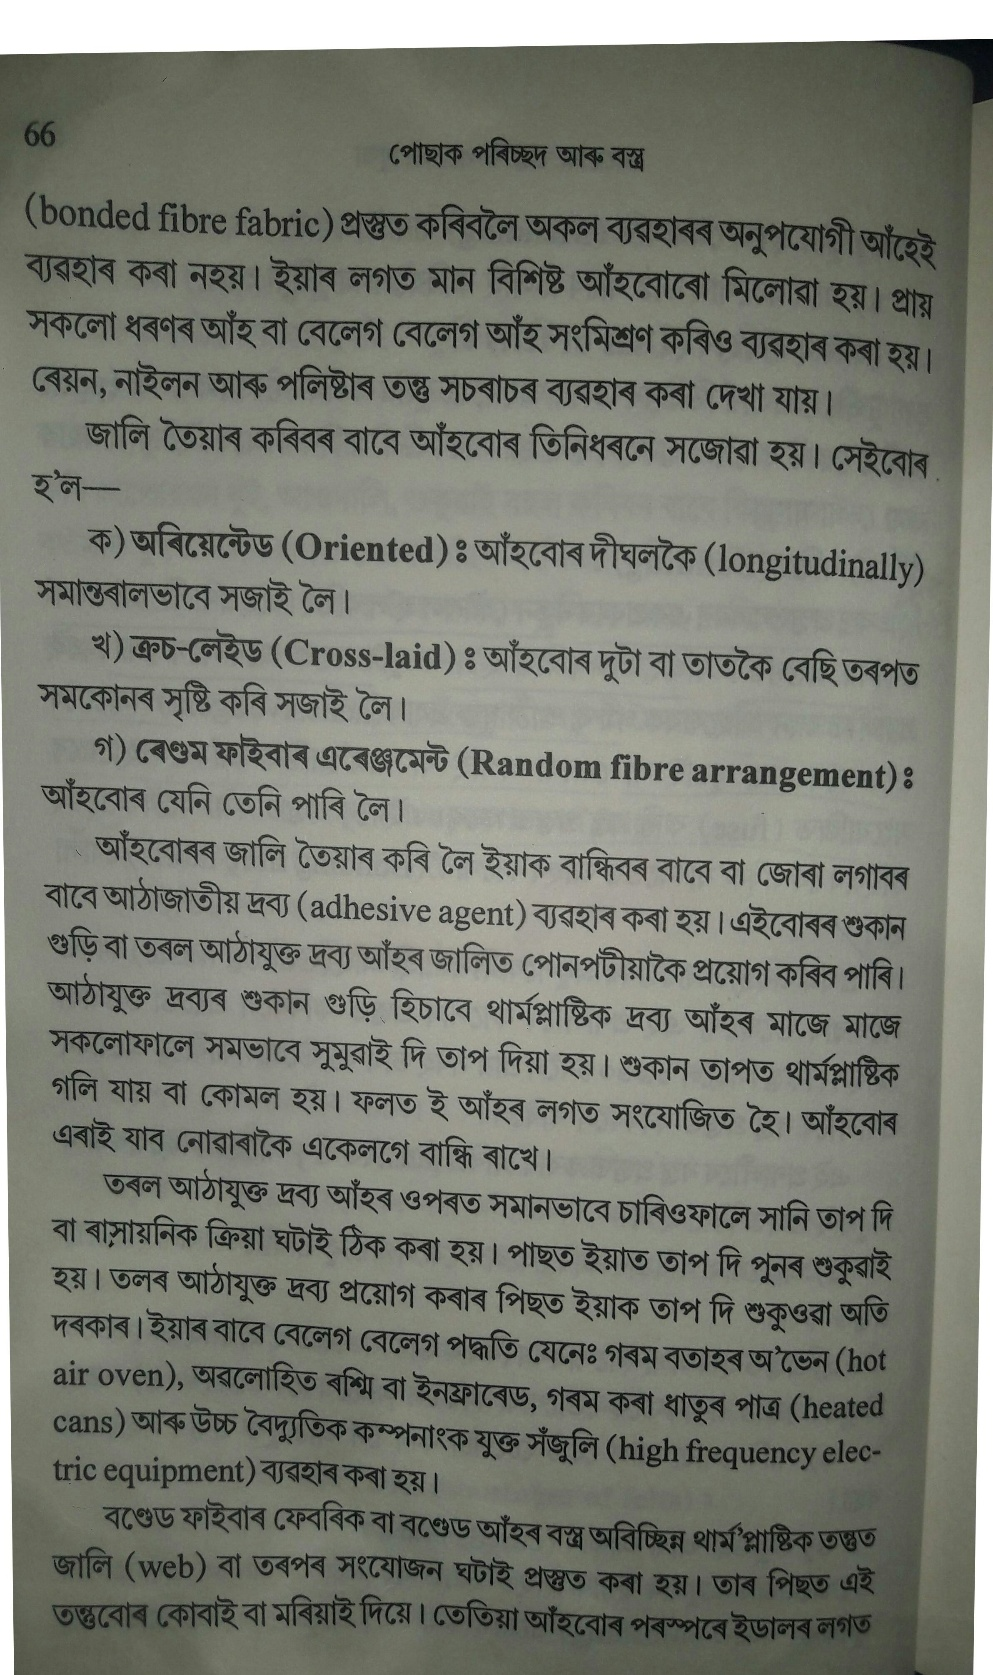 66
পোছাক পৰিচ্ছদ আৰু বস্ত্ৰ
(bonded fibre fabric) প্ৰস্তুত কৰিবলৈ অকল ব্যৱহাৰৰ অনুপযোগী আঁহেই
ব্যৱহাৰ কৰা নহয়। ইয়াৰ লগত মান বিশিষ্ট আঁহবোৰো মিলোৱা হয়। প্ৰায়
সকলো ধৰণৰ আঁহ বা বেলেগ বেলেগ আঁহ সংমিশ্ৰণ কৰিও ব্যৱহাৰ কৰা হয়।
ৰেয়ন, নাইলন আৰু পলিষ্টাৰ তন্তু সচৰাচৰ ব্যৱহাৰ কৰা দেখা যায়।
জালি তৈয়াৰ কৰিবৰ বাবে আঁহবোৰ তিনিধৰনে সজোৱা হয়। সেইবোৰ
হ’ল—
ক) অৰিয়েন্টেড (Oriented) ঃ আঁহবোৰ দীঘলকৈ (longitudinally)
সমান্তৰালভাবে সজাই লৈ।
খ) ক্ৰচ-লেইড (Cross-laid) ঃ আঁহবোৰ দুটা বা তাতকৈ বেছি তৰপত
সমকোনৰ সৃষ্টি কৰি সজাই লৈ।
গ) ৰেণ্ডম ফাইবাৰ এৰেঞ্জমেন্ট (Random fibre arrangement) ঃ
আঁহবোৰ যেনি তেনি পাৰি লৈ।
আঁহবোৰৰ জালি তৈয়াৰ কৰি লৈ ইয়াক বান্ধিবৰ বাবে বা জোৰা লগাবৰ
বাবে আঠাজাতীয় দ্ৰব্য (adhesive agent) ব্যৱহাৰ কৰা হয়। এইবোৰৰ শুকান
গুড়ি বা তৰল আঠাযুক্ত দ্ৰব্য আঁহৰ জালিত পোনপটীয়াকৈ প্ৰয়োগ কৰিব পাৰি।
আঠাযুক্ত দ্ৰব্যৰ শুকান গুড়ি হিচাবে থাৰ্মপ্লাষ্টিক দ্ৰব্য আঁহৰ মাজে মাজে
সকলোফালে সমভাবে সুমুৱাই দি তাপ দিয়া হয়। শুকান তাপত থাৰ্মপ্লাষ্টিক
গলি যায় বা কোমল হয়। ফলত ই আঁহৰ লগত সংযোজিত হৈ। আঁহবোৰ
এৰাই যাব নোৱাৰাকৈ একেলগে বান্ধি ৰাখে।
তৰল আঠাযুক্ত দ্ৰব্য আঁহৰ ওপৰত সমানভাবে চাৰিওফালে সানি তাপ দি
বা ৰাসায়নিক ক্ৰিয়া ঘটাই ঠিক কৰা হয়। পাছত ইয়াত তাপ দি পুনৰ শুকুৱাই
হয়। তলৰ আঠাযুক্ত দ্ৰব্য প্ৰয়োগ কৰাৰ পিছত ইয়াক তাপ দি শুকুওৱা অতি
দৰকাৰ। ইয়াৰ বাবে বেলেগ বেলেগ পদ্ধতি যেনেঃ গৰম বতাহৰ অ’ভেন (hot
air oven), অৱলোহিত ৰশ্মি বা ইনফ্ৰাৰেড, গৰম কৰা ধাতুৰ পাত্ৰ (heated
cans) আৰু উচ্চ বৈদ্যুতিক কম্পনাংক যুক্ত সঁজুলি (high frequency elec-
tric equipment) ব্যৱহাৰ কৰা হয়।
বণ্ডেড ফাইবাৰ ফেবৰিক বা বণ্ডেড আঁহৰ বস্ত্ৰ অবিচ্ছিন্ন থাৰ্ম’প্লাষ্টিক তন্তুত
জালি (web) বা তৰপৰ সংযোজন ঘটাই প্ৰস্তুত কৰা হয়। তাৰ পিছত এই
তন্তুবোৰ কোবাই বা মৰিয়াই দিয়ে। তেতিয়া আঁহবোৰ পৰস্পৰে ইডালৰ লগত